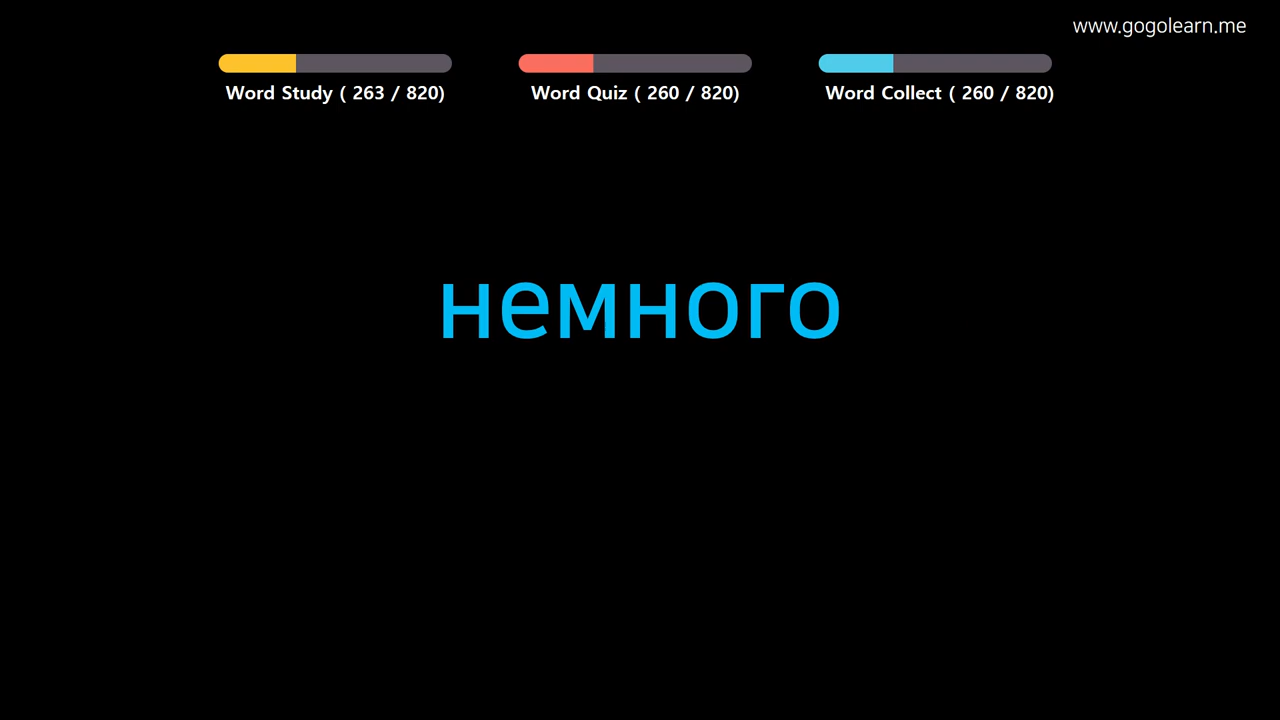 www.gogolearn.me
Word Study ( 263 / 820)
Word Quiz ( 260 / 820)
Word Collect ( 260 / 820)
немного